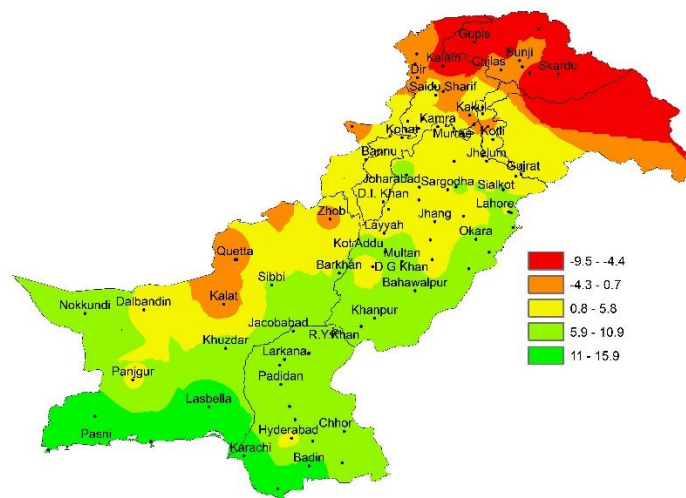 Gupis
Kalam
Bunji
Chilas
Skardu
Dir
Saidu Sharif
Kakul
Kamra
Kohat
Murree
Kotli
Bannu
Jhelum
Gujrat
Joharabad
Sargodha
Sialkot
D.I. Khan
Lahore
Zhob
Layyah
Jhang
Okara
Quetta
Kot Addu
Multan
Barkhan
D G Khan
Sibbi
Bahawalpur
Nokkundi
Dalbandin
Kalat
Khanpur
Jacobabad
R.Y.Khan
Khuzdar
Larkana
Panjgur
Padidan
Lasbella
Pasni
Hyderabad
Chhor
Karachi
Badin
-9.5 - -4.4
-4.3 - 0.7
0.8 - 5.8
5.9 - 10.9
11 - 15.9